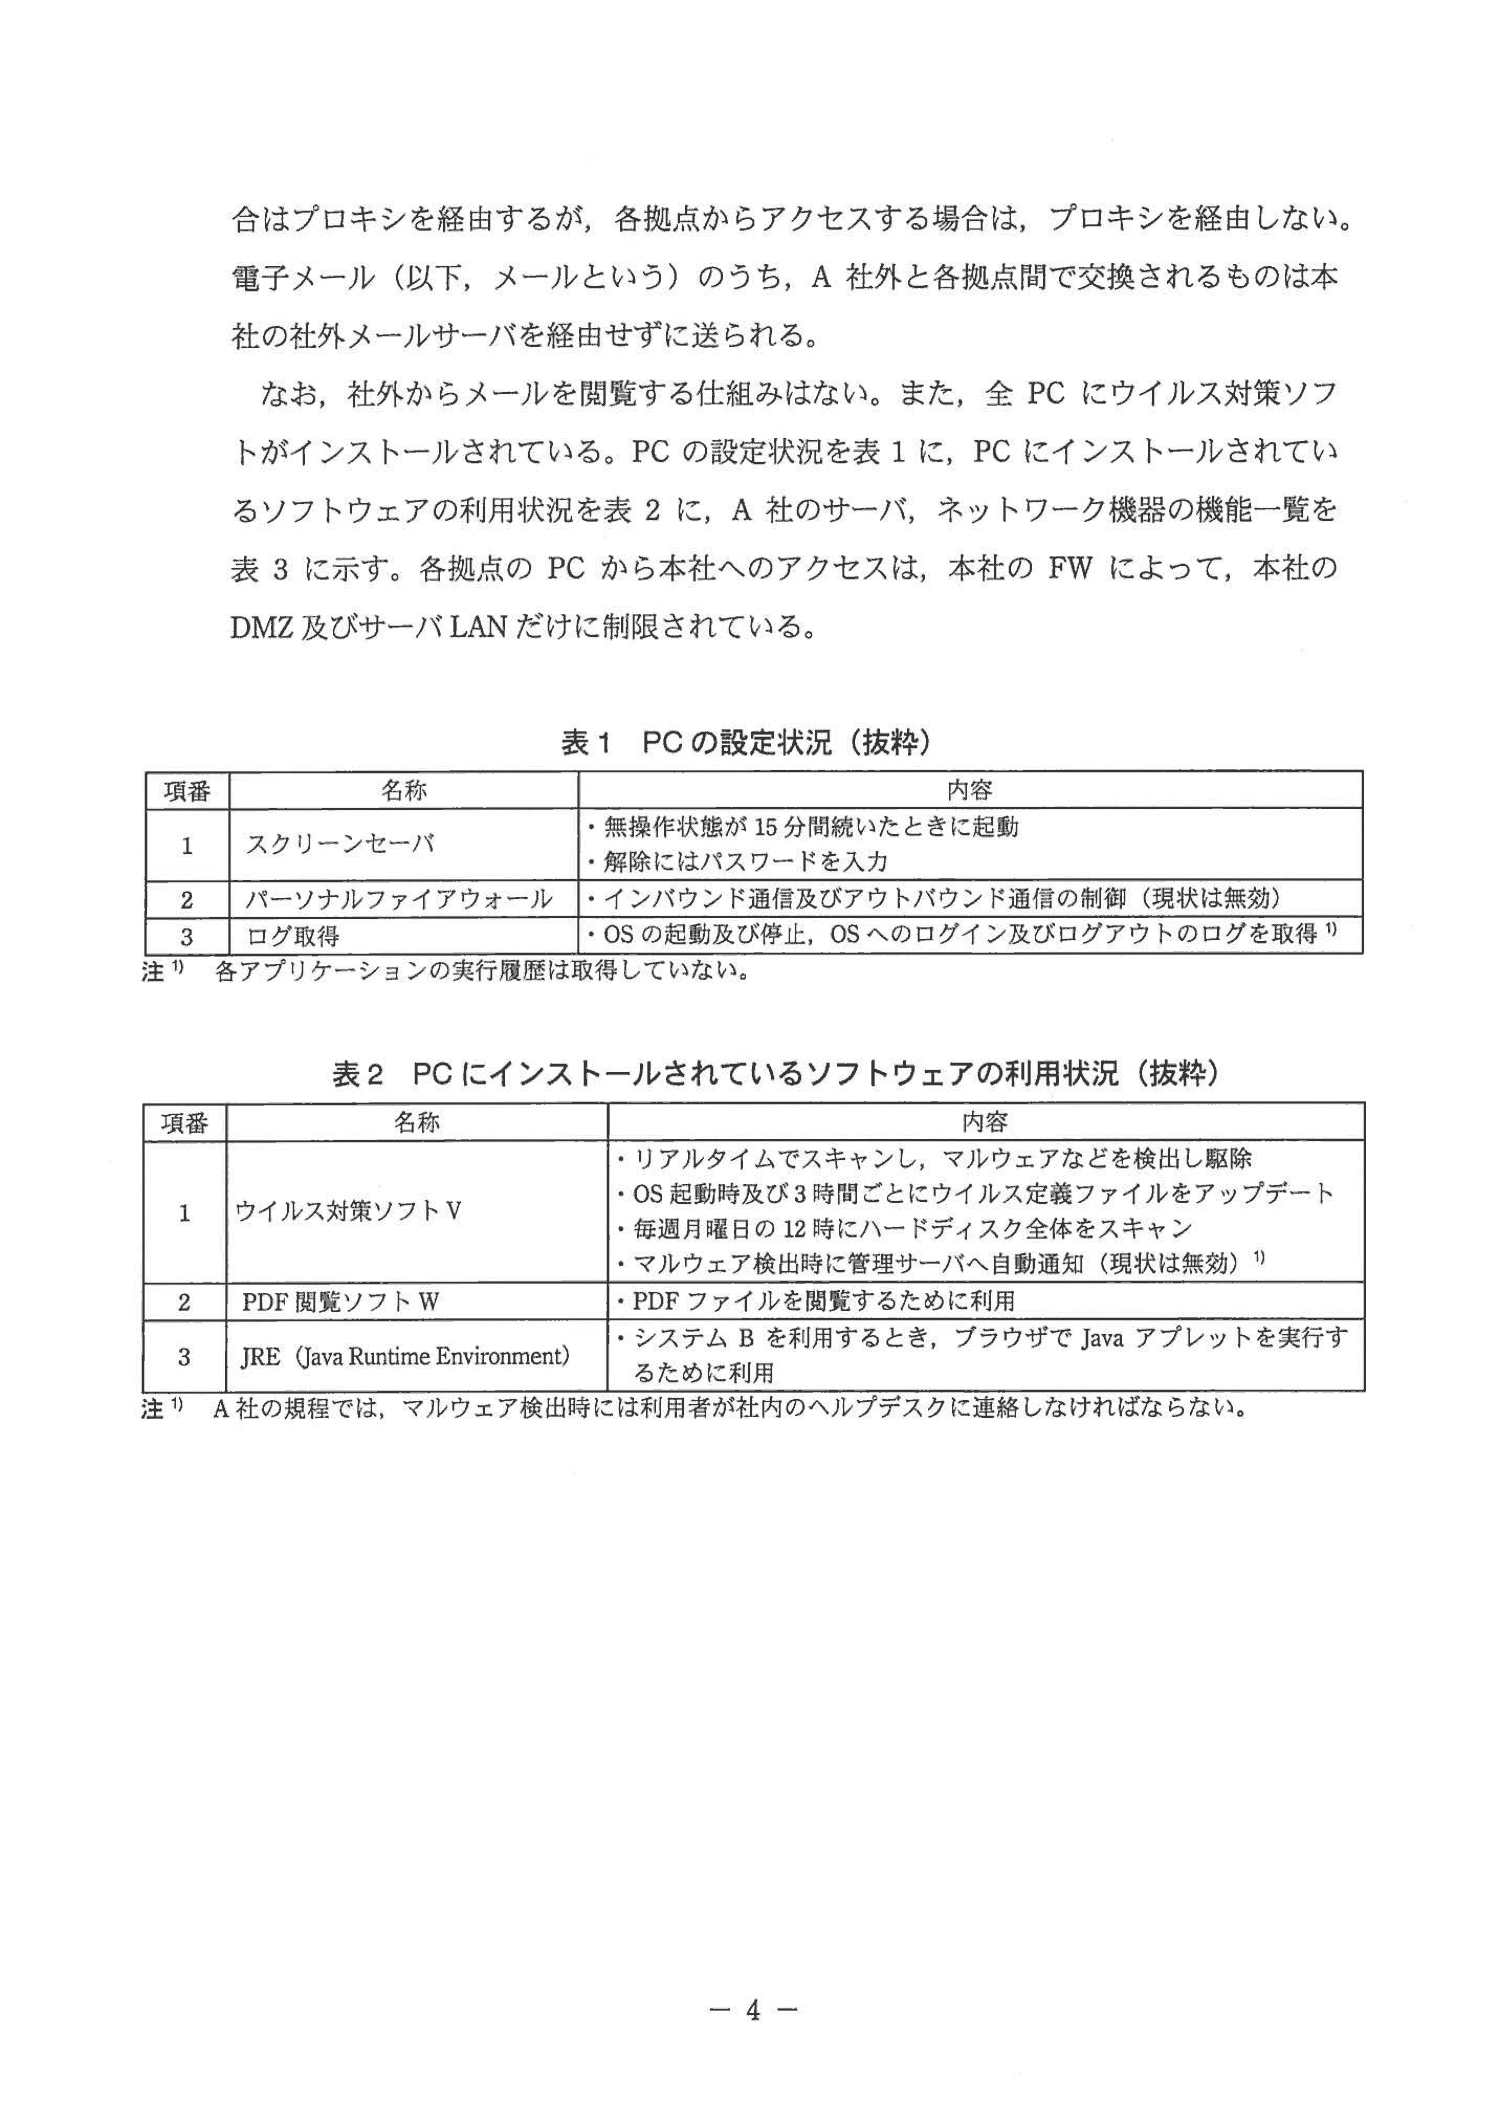 合はプロキシを経由するが，各拠点からアクセスする場合は，プロキシを経由しない。
電子メール（以下，メールという）のうち，A 社外と各拠点間で交換されるものは本
社の社外メールサーバを経由せずに送られる。
なお，社外からメールを閲覧する仕組みはない。また，全 PC にウイルス対策ソフ
トがインストールされている。PC の設定状況を表 1 に，PC にインストールされてい
るソフトウェアの利用状況を表 2 に，A 社のサーバ，ネットワーク機器の機能一覧を
表 3 に示す。各拠点の PC から本社へのアクセスは，本社の FW によって，本社の
DMZ 及びサーバ LAN だけに制限されている。
表 1　PC の設定状況（抜粋）
項番 名称 内容
1 スクリーンセーバ ・無操作状態が 15 分間続いたときに起動
・解除にはパスワードを入力
2 パーソナルファイアウォール ・インバウンド通信及びアウトバウンド通信の制御（現状は無効）
3 ログ取得 ・OS の起動及び停止，OS へのログイン及びログアウトのログを取得 1)
注 1)　各アプリケーションの実行履歴は取得していない。
表 2　PC にインストールされているソフトウェアの利用状況（抜粋）
項番 名称 内容
1 ウイルス対策ソフト V ・リアルタイムでスキャンし，マルウェアなどを検出し駆除
・OS 起動時及び 3 時間ごとにウイルス定義ファイルをアップデート
・毎週月曜日の 12 時にハードディスク全体をスキャン
・マルウェア検出時に管理サーバへ自動通知（現状は無効）1)
2 PDF 閲覧ソフト W ・PDF ファイルを閲覧するために利用
3 JRE（Java Runtime Environment） ・システム B を利用するとき，ブラウザで Java アプレットを実行す
るために利用
注 1)　A 社の規程では，マルウェア検出時には利用者が社内のヘルプデスクに連絡しなければならない。
－ 4 －